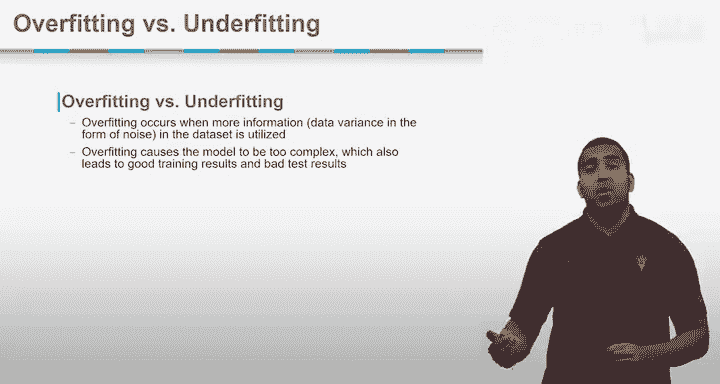 Overfitting vs. Underfitting
Overfitting vs. Underfitting
– Overfitting occurs when more information (data variance in the
form of noise) in the dataset is utilized
– Overfitting causes the model to be too complex, which also
leads to good training results and bad test results